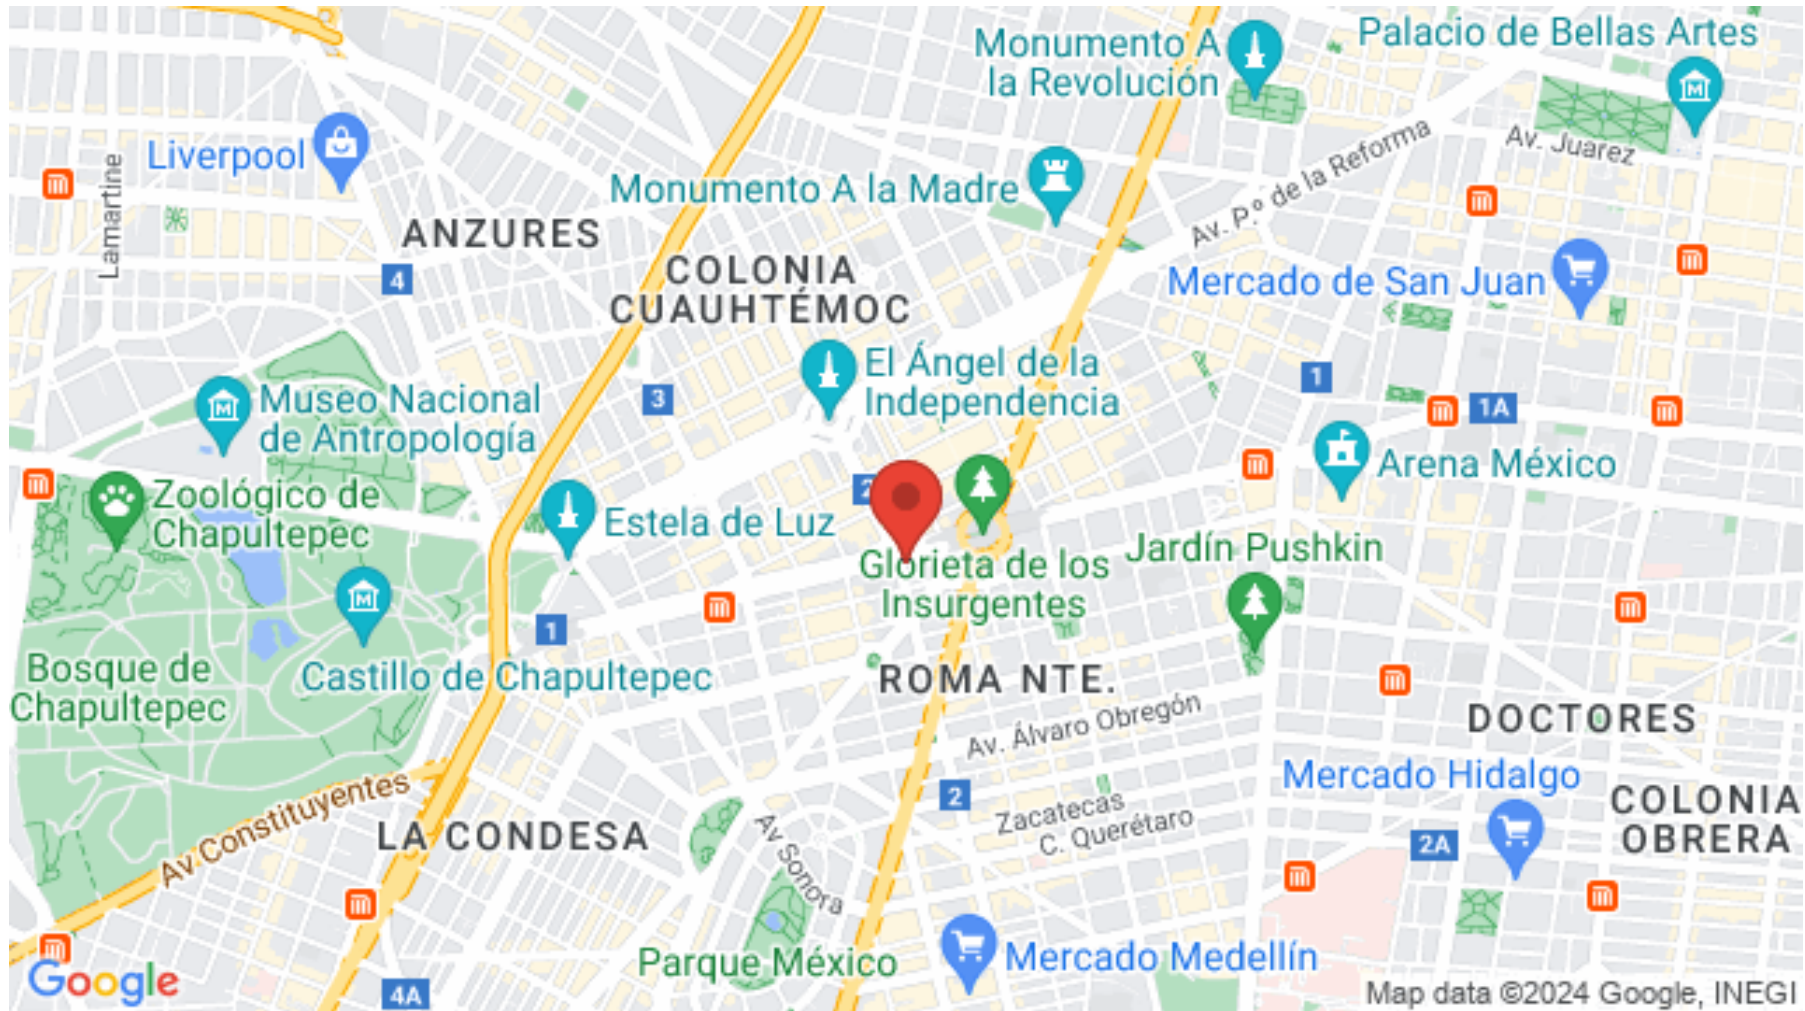 Monumento A
la Revolución
Palacio de Bellas Artes
Av. Juarez
Liverpool
Lamartine
Monumento A la Madre
Av. P.º de la Reforma
ANZURES
4
COLONIA
CUAUHTÉMOC
Mercado de San Juan
El Ángel de la
Independencia
1
3
1A
Museo Nacional
de Antropología
Arena México
Zoológico de
Chapultepec
2
Estela de Luz
Glorieta de los
Insurgentes
Jardín Pushkin
1
Bosque de
Chapultepec
Castillo de Chapultepec
ROMA NTE.
Av. Álvaro Obregón
DOCTORES
Av Constituyentes
Mercado Hidalgo
2
Zacatecas
C. Querétaro
COLONIA
OBRERA
LA CONDESA
Av Sonora
2A
Parque México
Mercado Medellín
Google
4A
Map data ©2024 Google, INEGI